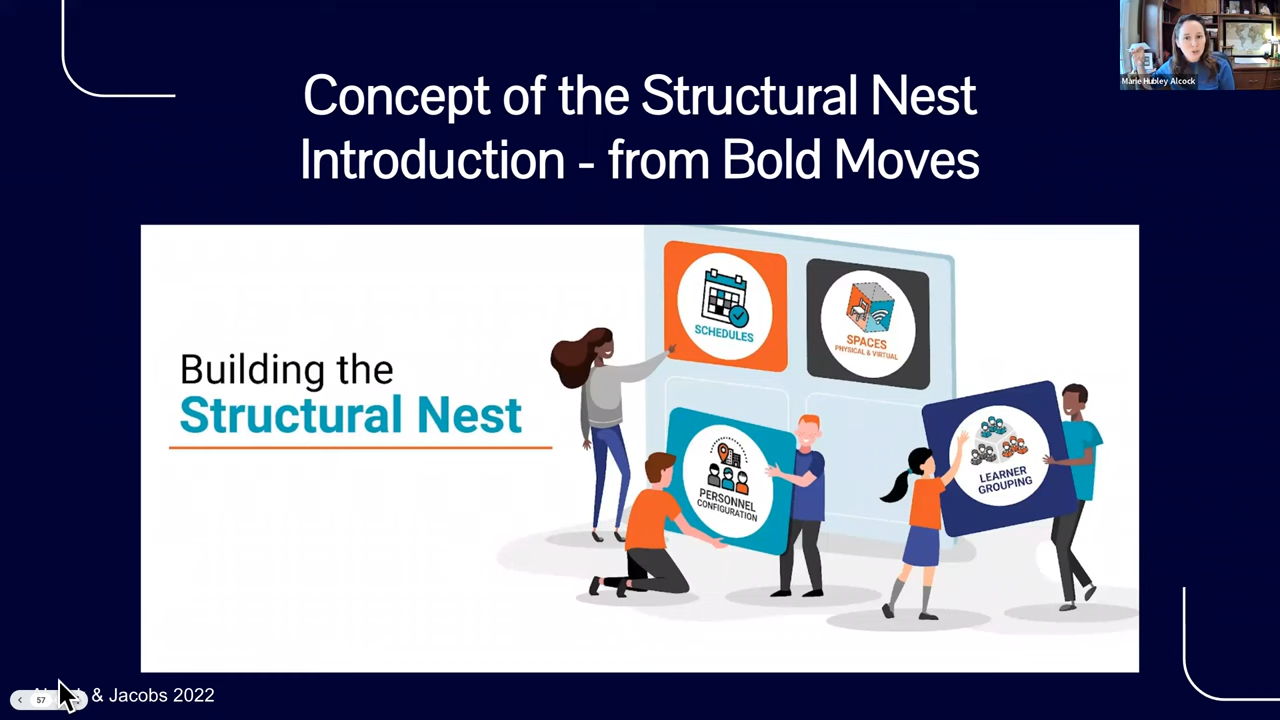 Marie Hubley Alcock
Concept of the Structural Nest
Introduction - from Bold Moves
Building the
Structural Nest
SCHEDULES
SPACES
PHYSICAL & VIRTUAL
PERSONNEL
CONFIGURATION
LEARNER
GROUPING
& Jacobs 2022
57